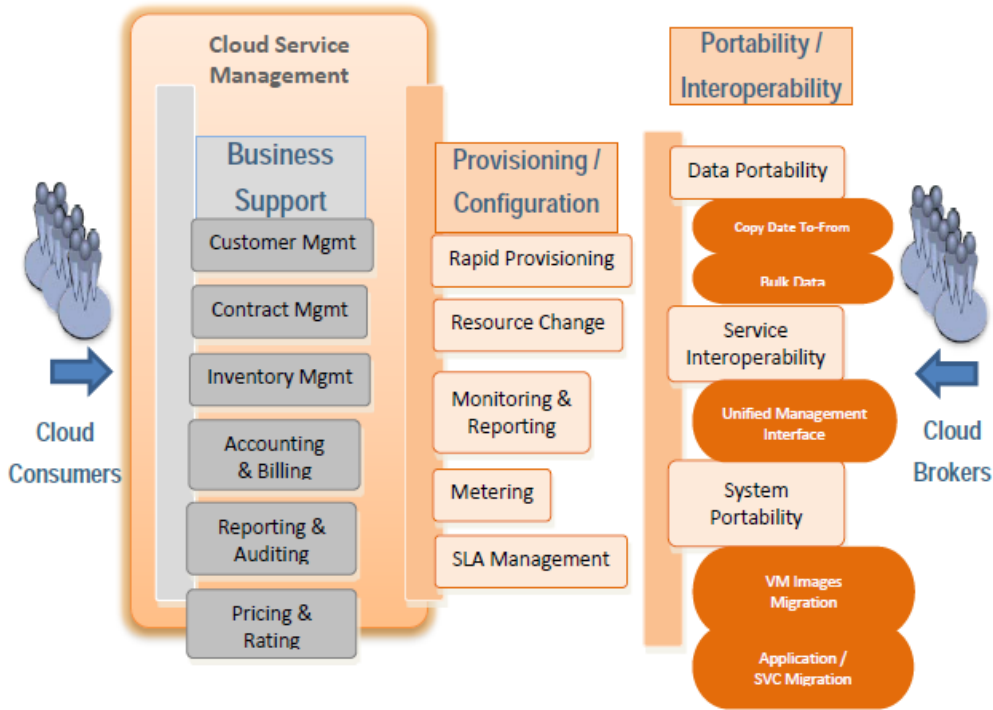 Cloud Service
Management
Business
Support
Customer Mgmt
Contract Mgmt
Inventory Mgmt
Accounting
& Billing
Reporting &
Auditing
Pricing &
Rating
Provisioning /
Configuration
Rapid Provisioning
Resource Change
Monitoring &
Reporting
Metering
SLA Management
Portability /
Interoperability
Data Portability
Copy Date To-From
Bulk Data
Service
Interoperability
Unified Management
Interface
System
Portability
VM Images
Migration
Application /
SVC Migration
Cloud
Consumers
Cloud
Brokers